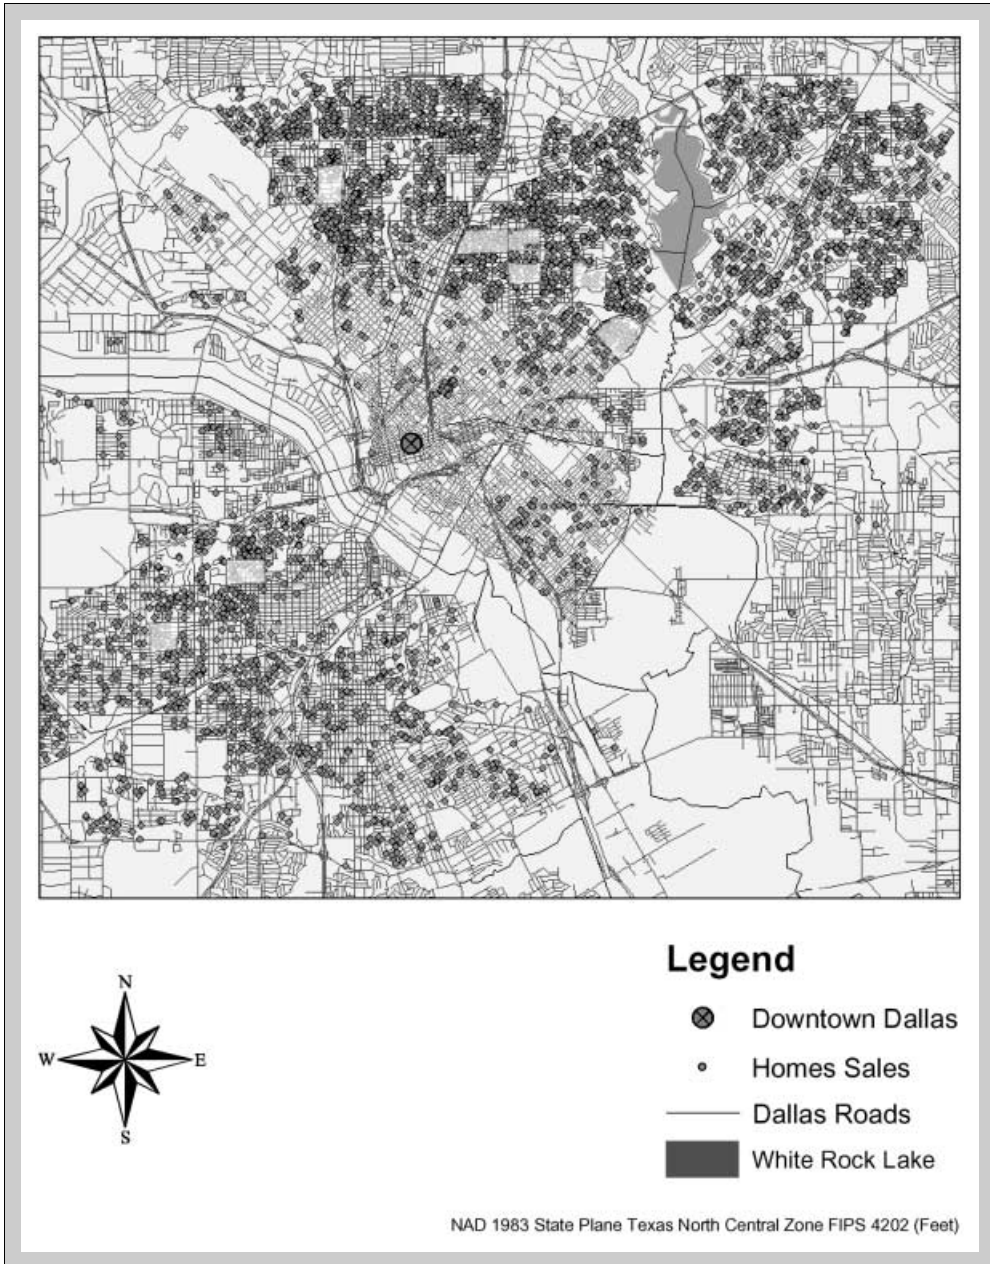 Legend
N
Downtown Dallas
W
E
Homes Sales
Dallas Roads
S
White Rock Lake
NAD 1983 State Plane Texas North Central Zone FIPS 4202 (Feet)